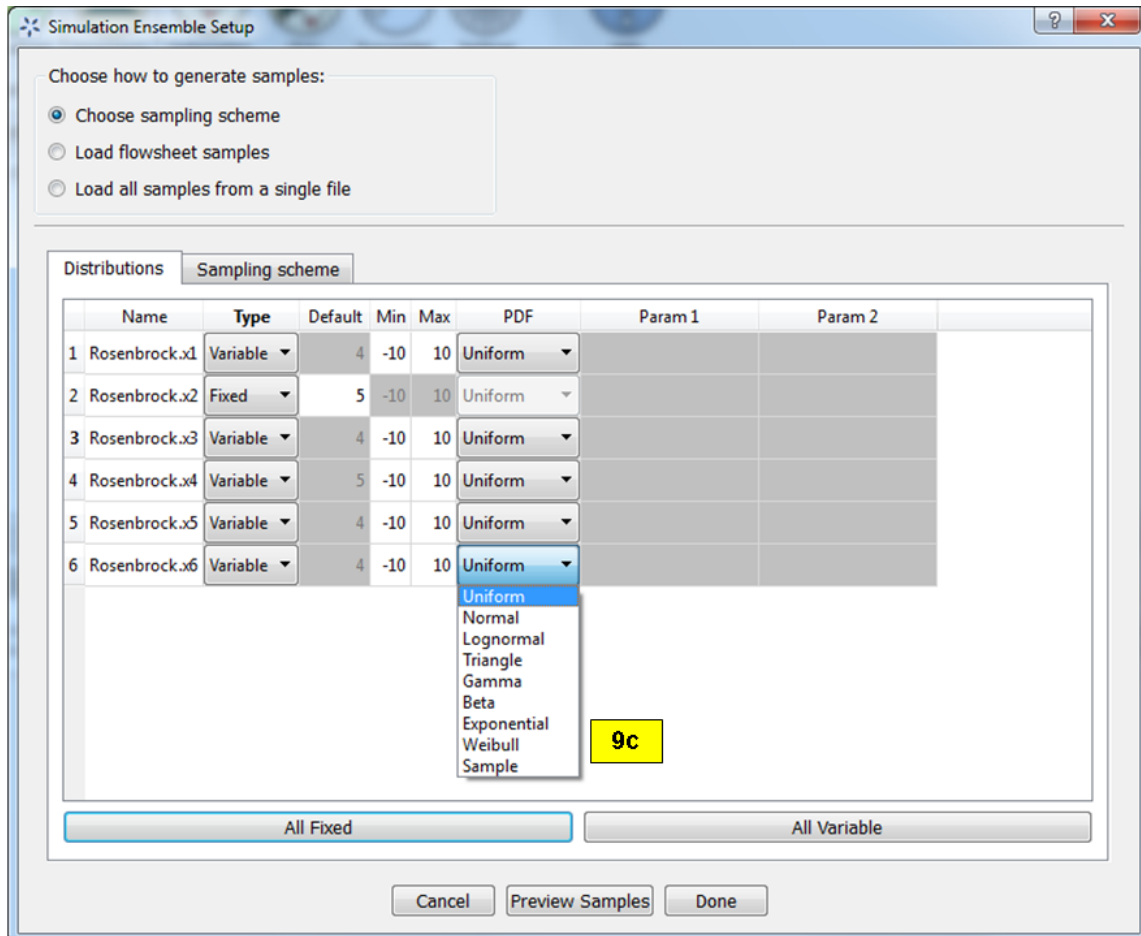 Simulation Ensemble Setup
Choose how to generate samples:
Choose sampling scheme
Load flowsheet samples
Load all samples from a single file
Distributions Sampling scheme
Name Type Default Min Max PDF Param 1 Param 2
1 Rosenbrock.x1 Variable 4 -10 10 Uniform
2 Rosenbrock.x2 Fixed 5 -10 10 Uniform
3 Rosenbrock.x3 Variable 4 -10 10 Uniform
4 Rosenbrock.x4 Variable 5 -10 10 Uniform
5 Rosenbrock.x5 Variable 4 -10 10 Uniform
6 Rosenbrock.x6 Variable 4 -10 10 Uniform
Uniform
Normal
Lognormal
Triangle
Gamma
Beta
Exponential
Weibull
Sample
9c
All Fixed All Variable
Cancel Preview Samples Done